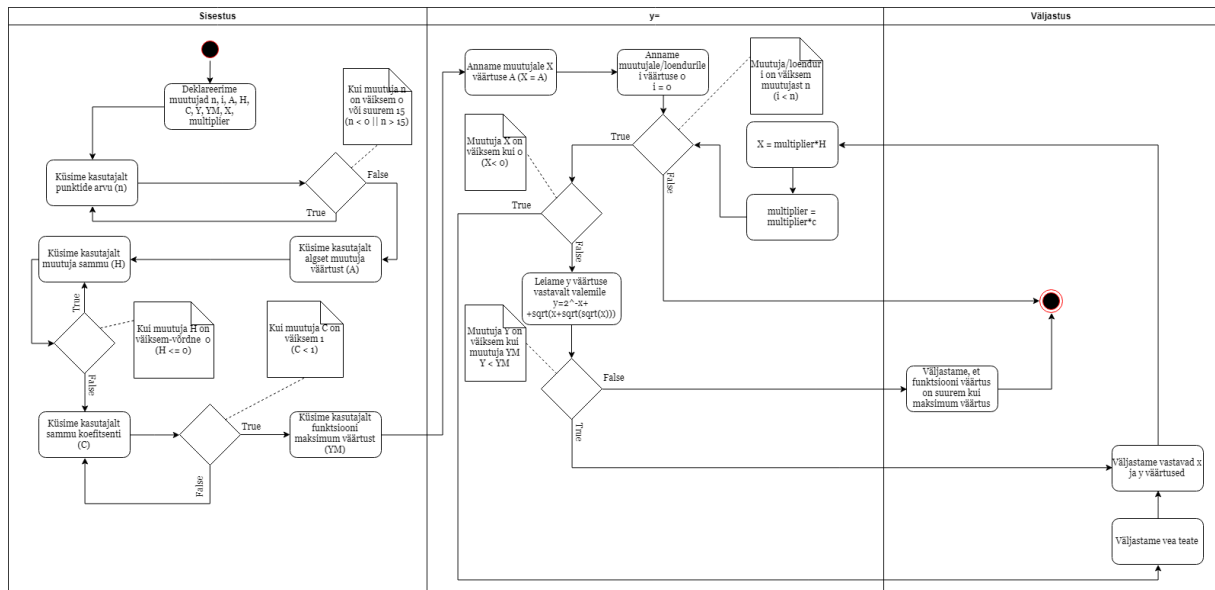 Sisestus
y=
Väljastus
Deklareerime
muutujad n, i, A, H,
C, Y, YM, X,
multiplier
Kui muutuja n
on väiksem 0
või suurem 15
(n < 0 || n > 15)
Küsime kasutajalt
punktide arvu (n)
False
True
Küsime kasutajalt
algset muutuja
väärtust (A)
Küsime kasutajalt
muutuja sammu (H)
True
Kui muutuja H on
väiksem-võrdne 0
(H <= 0)
False
Kui muutuja C on
väiksem 1
(C < 1)
Küsime kasutajalt
sammu koefitsenti
(C)
True
False
Küsime kasutajalt
funktsiooni
maksimum väärtust
(YM)
Anname muutujale X
väärtuse A (X = A)
Anname
muutujale/loendurile
i väärtuse 0
i = 0
Muutuja/loendur
i on väiksem
muutujast n
(i < n)
True
False
Muutuja X on
väiksem kui 0
(X< 0)
True
False
X = multiplier*H
multiplier =
multiplier*c
Leiame y väärtuse
vastavalt valemile
y=2^-x+
+sqrt(x+sqrt(sqrt(x)))
Muutuja Y on
väiksem kui
muutuja YM
Y < YM
False
True
Väljastame, et
funktsiooni väärtus
on suurem kui
maksimum väärtus
Väljastame vastavad x
ja y väärtused
Väljastame vea teate